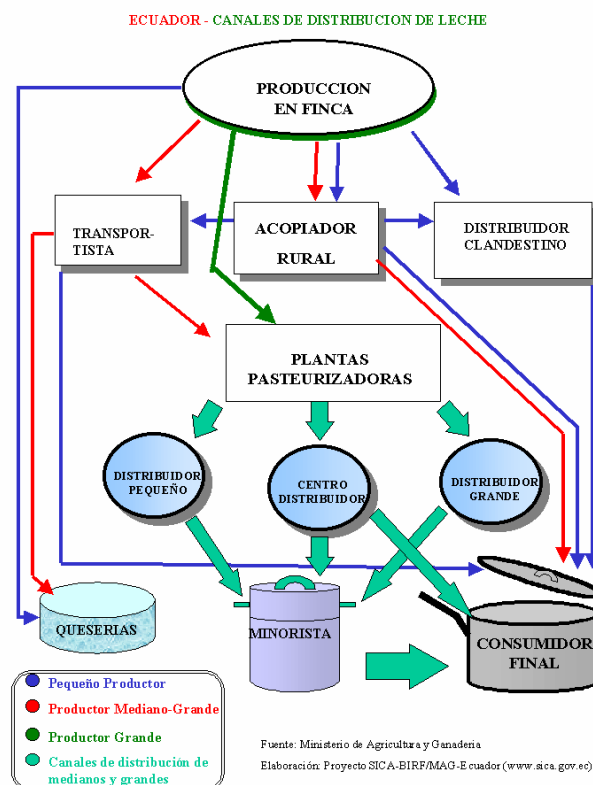 ECUADOR - CANALES DE DISTRIBUCION DE LECHE
PRODUCCION
EN FINCA
TRANSPOR-
TISTA
ACOPIADOR
RURAL
DISTRIBUIDOR
CLANDESTINO
PLANTAS
PASTEURIZADORAS
DISTRIBUIDOR
PEQUEÑO
CENTRO
DISTRIBUIDOR
DISTRIBUIDOR
GRANDE
QUESERIAS
MINORISTA
CONSUMIDOR
FINAL
Pequeño Productor
Productor Mediano-Grande
Productor Grande
Canales de distribución de
medianos y grandes
Fuente: Ministerio de Agricultura y Ganaderia
Elaboración: Proyecto SICA-BIRF/MAG-Ecuador (www.sica.gov.ec)